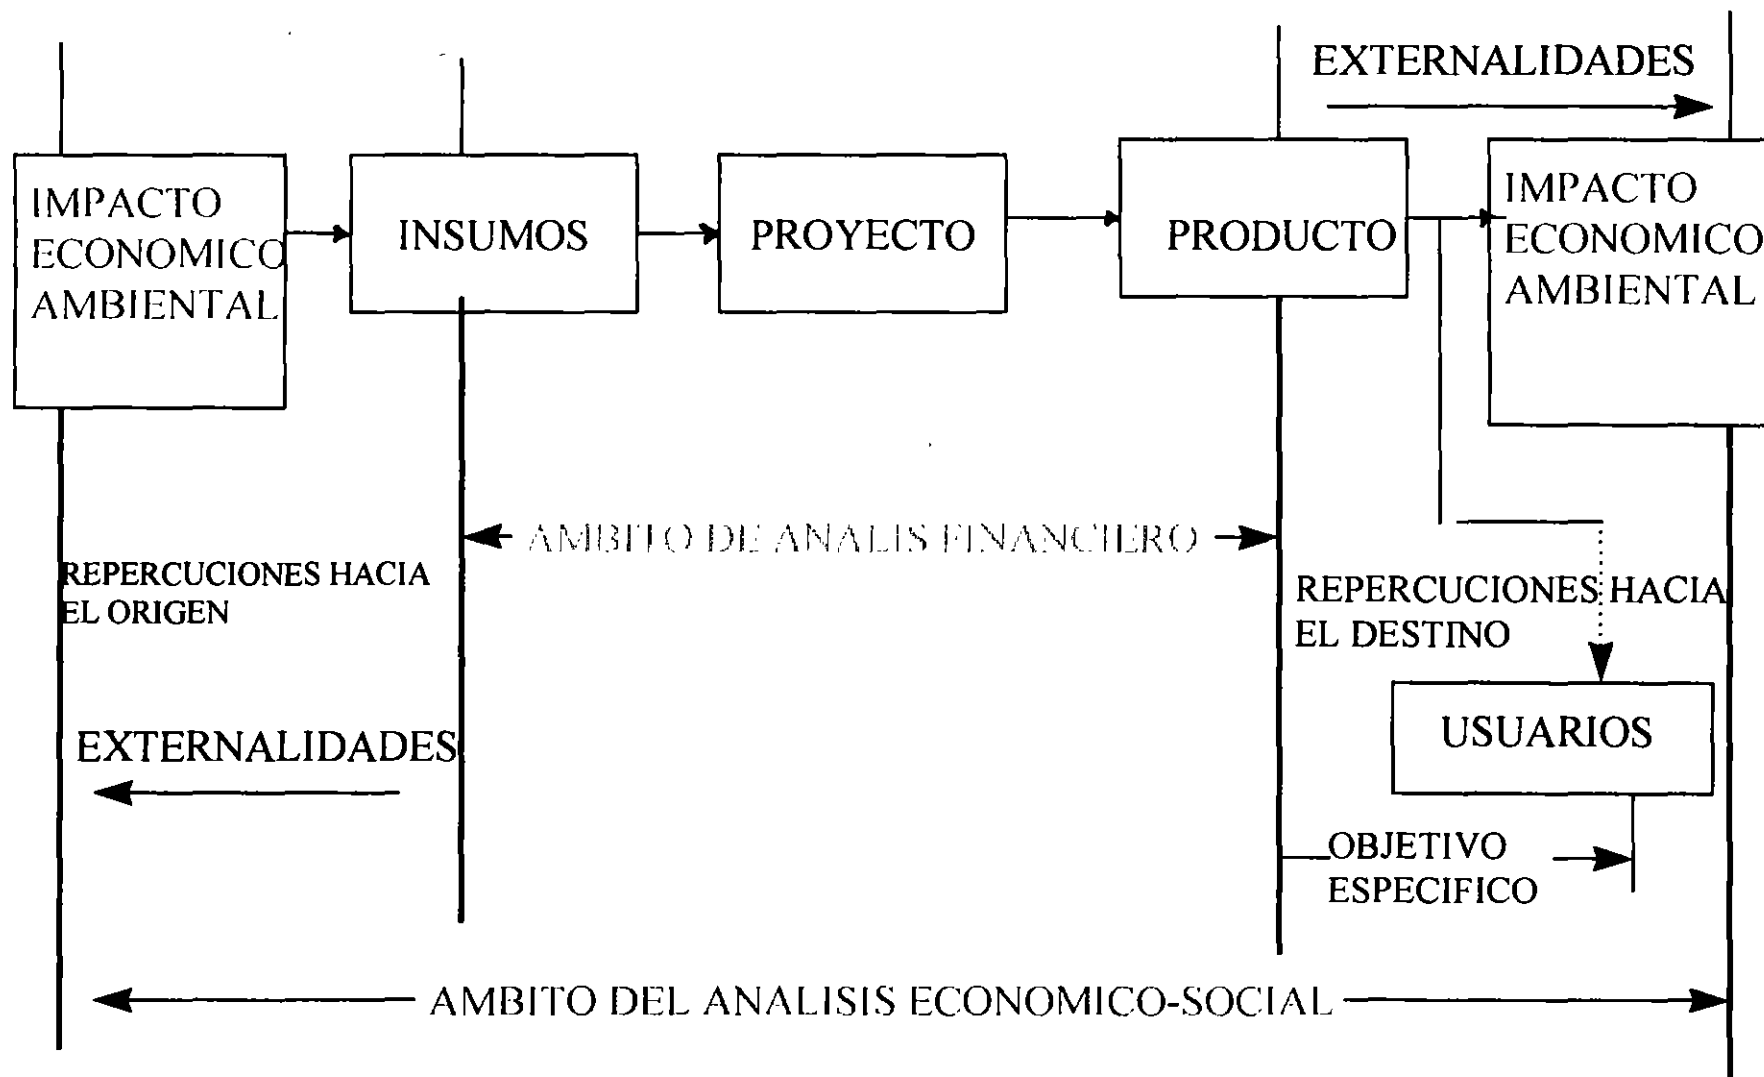 EXTERNALIDADES
IMPACTO
ECONOMICO
AMBIENTAL
INSUMOS
PROYECTO
PRODUCTO
IMPACTO
ECONOMICO
AMBIENTAL
AMBITO DE ANALIS FINANCIERO
REPERCUCIONES HACIA
EL ORIGEN
REPERCUCIONES HACIA
EL DESTINO
USUARIOS
EXTERNALIDADES
OBJETIVO
ESPECIFICO
AMBITO DEL ANALISIS ECONOMICO-SOCIAL